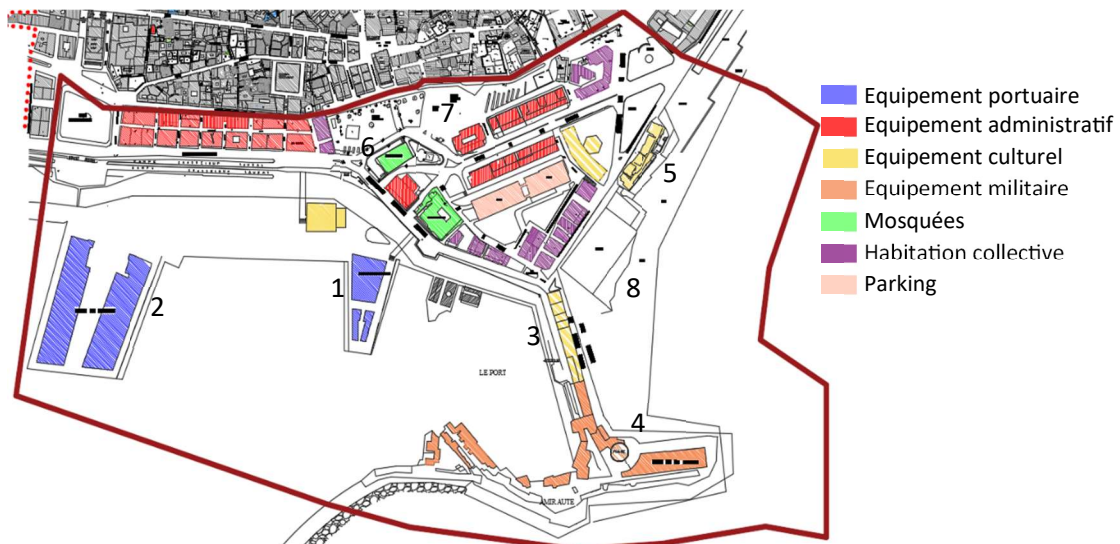 7
6
5
1
2
8
3
LE PORT
4
AMIRAUTE
Equipement portuaire
Equipement administratif
Equipement culturel
Equipement militaire
Mosquées
Habitation collective
Parking